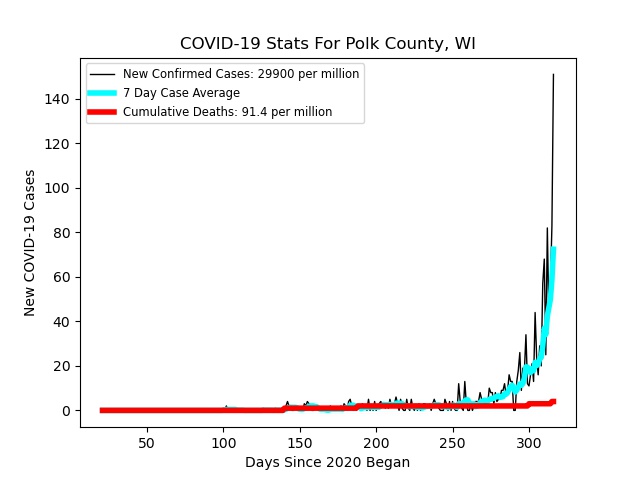 COVID-19 Stats For Polk County, WI
New Confirmed Cases: 29900 per million
7 Day Case Average
Cumulative Deaths: 91.4 per million
New COVID-19 Cases
140
120
100
80
60
40
20
0
50 100 150 200 250 300
Days Since 2020 Began